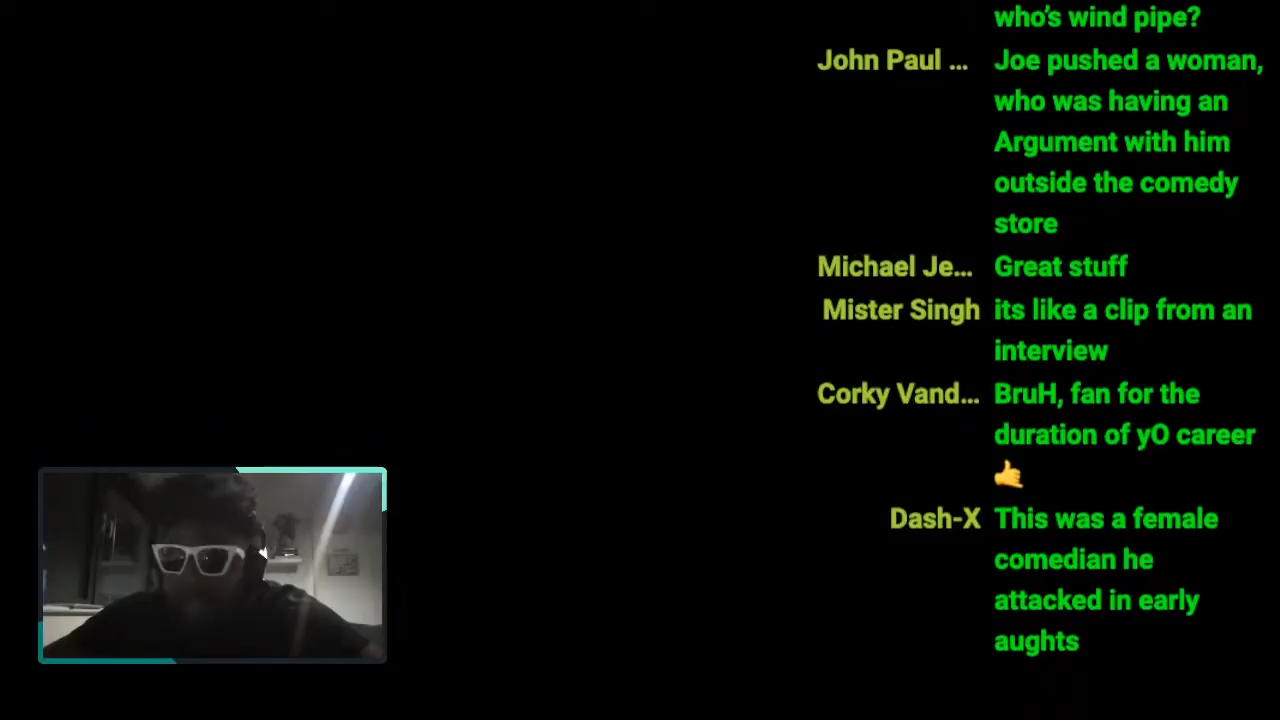 who’s wind pipe?
John Paul ... Joe pushed a woman,
who was having an
Argument with him
outside the comedy
store
Michael Je... Great stuff
Mister Singh its like a clip from an
interview
Corky Vand... BruH, fan for the
duration of yO career
🤙
Dash-X This was a female
comedian he
attacked in early
aughts